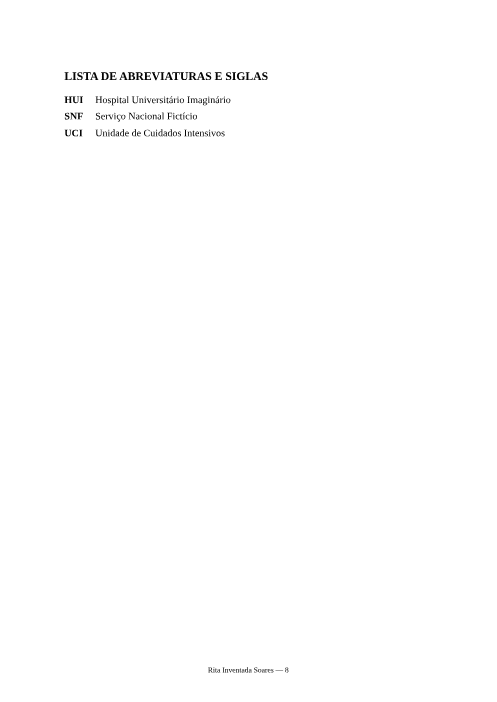 LISTA DE ABREVIATURAS E SIGLAS
HUI Hospital Universitário Imaginário
SNF Serviço Nacional Fictício
UCI Unidade de Cuidados Intensivos
Rita Inventada Soares — 8